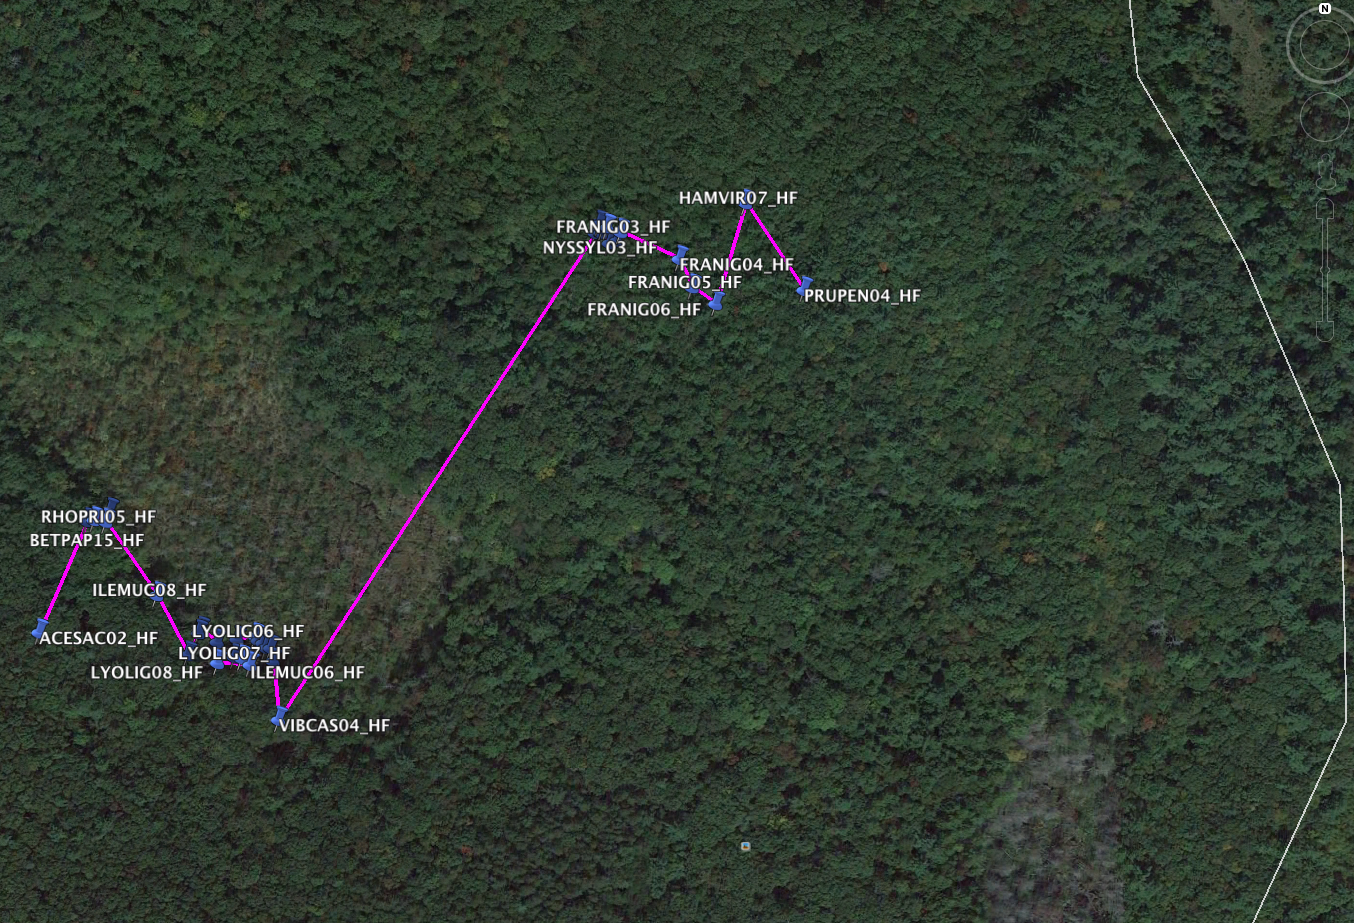 N
HAMVIR07_HF
FRANIG03_HF
NYSSYL03_HF
FRANIG04_HF
FRANIG05_HF
PRUPEN04_HF
FRANIG06_HF
RHOPRI05_HF
BETPAP15_HF
ILEMUC08_HF
LYOLIG06_HF
ACESAC02_HF
LYOLIG07_HF
LYOLIG08_HF
ILEMUC06_HF
VIBCAS04_HF